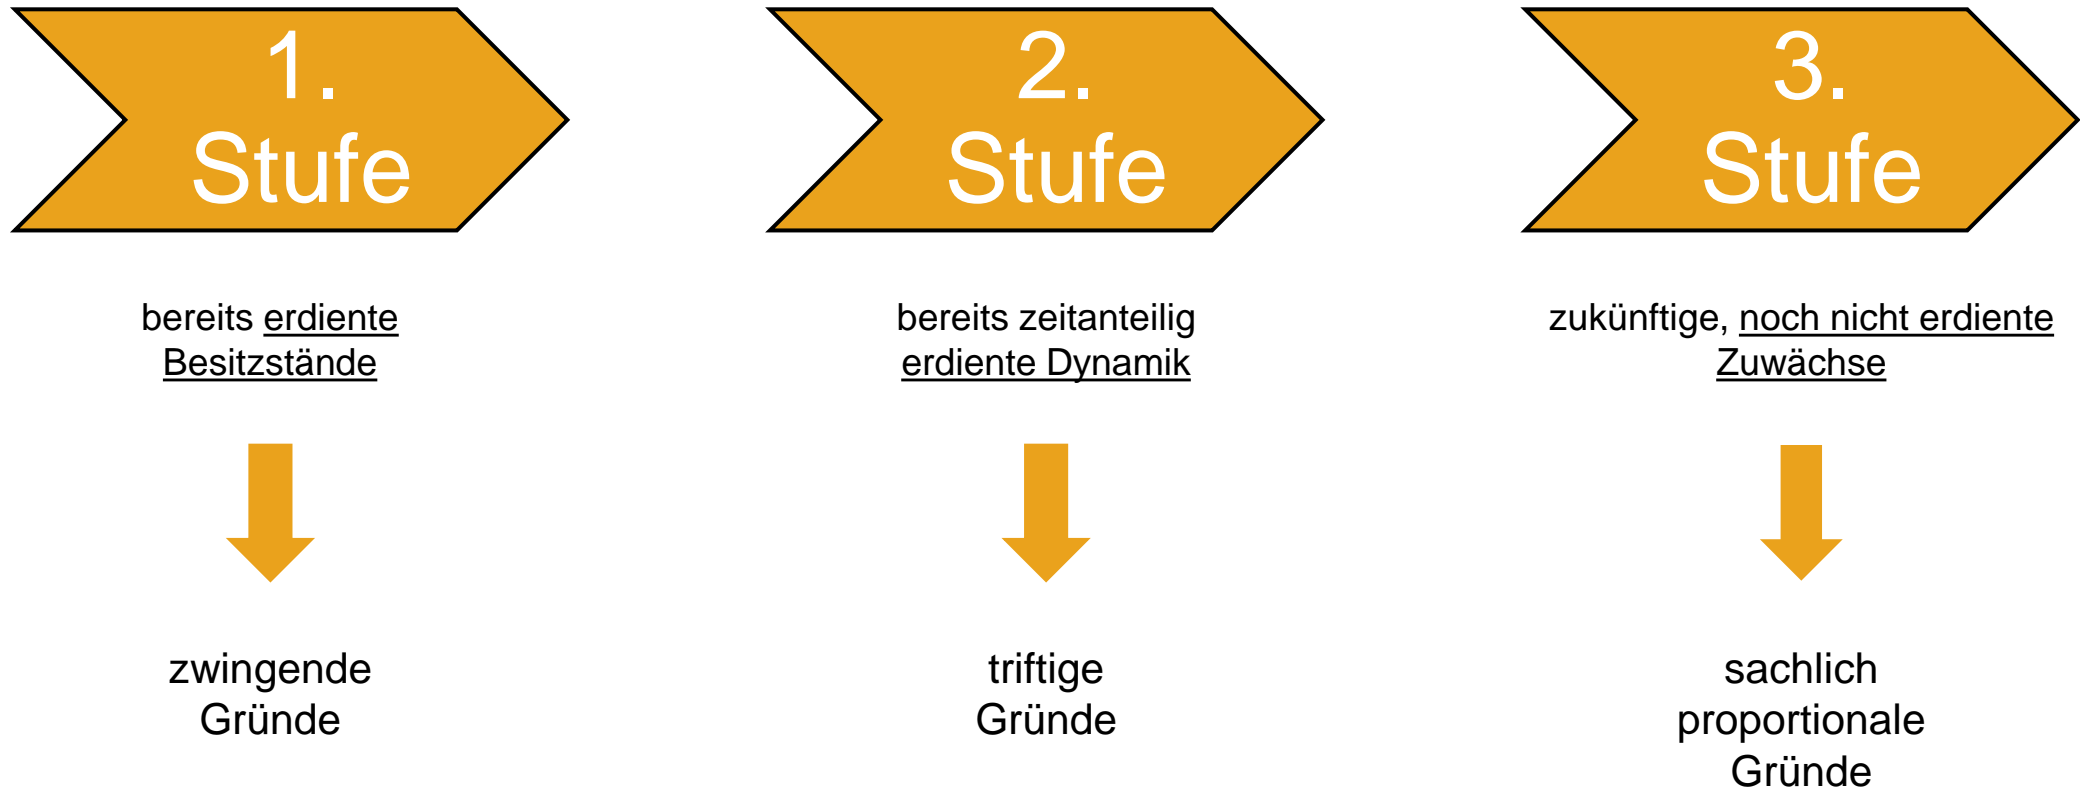 1.
Stufe
bereits erdiente
Besitzstände
zwingende
Gründe
2.
Stufe
bereits zeitanteilig
erdiente Dynamik
triftige
Gründe
3.
Stufe
zukünftige, noch nicht erdiente
Zuwächse
sachlich
proportionale
Gründe